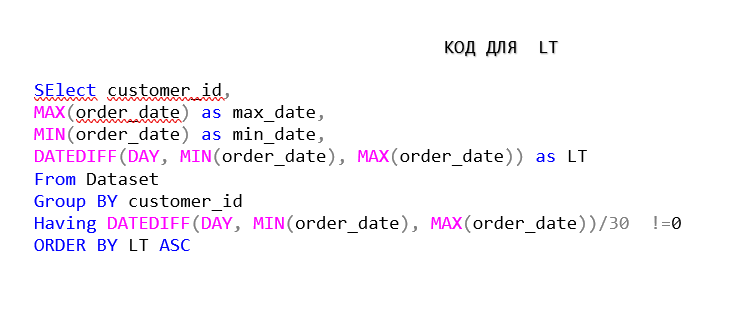 КОД ДЛЯ  LT
SElect customer_id,
MAX(order_date) as max_date,
MIN(order_date) as min_date,
DATEDIFF(DAY, MIN(order_date), MAX(order_date)) as LT
From Dataset
Group BY customer_id
Having DATEDIFF(DAY, MIN(order_date), MAX(order_date))/30  !=0
ORDER BY LT ASC